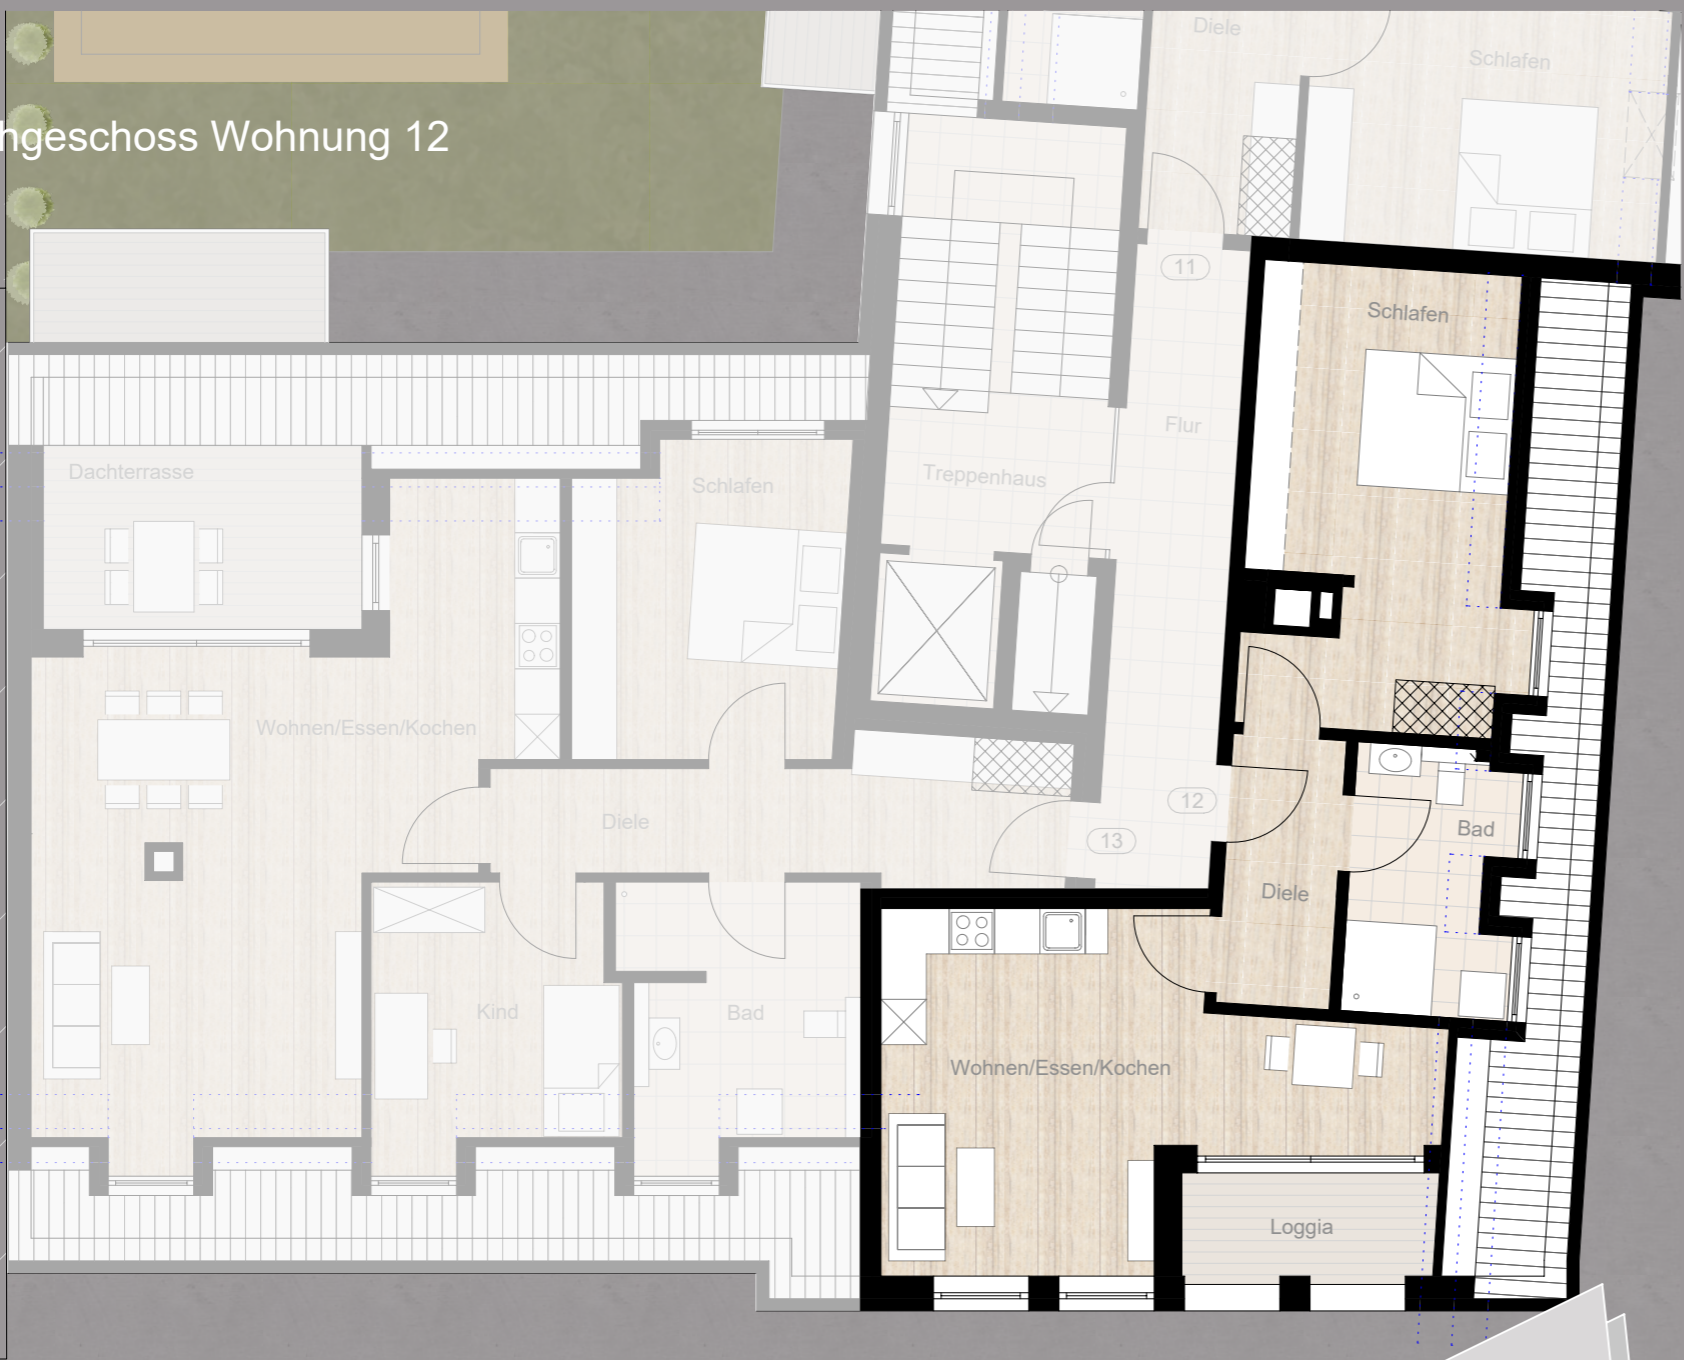 Diele
Schlafen
hgeschoss Wohnung 12
11
Schlafen
Flur
Dachterrasse
Schlafen
Treppenhaus
Wohnen/Essen/Kochen
12
Diele
13
Bad
Diele
Kind
Bad
Wohnen/Essen/Kochen
Loggia